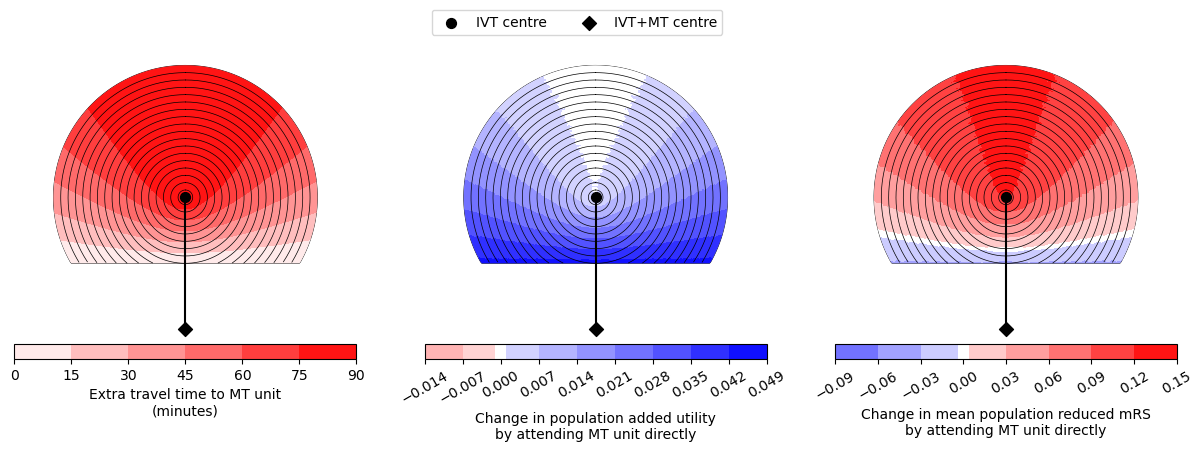 IVT centre
IVT+MT centre
0 15 30 45 60 75 90
Extra travel time to MT unit
(minutes)
−0.014 −0.007 0.000 0.007 0.014 0.021 0.028 0.035 0.042 0.049
Change in population added utility
by attending MT unit directly
−0.09 −0.06 −0.03 0.00 0.03 0.06 0.09 0.12 0.15
Change in mean population reduced mRS
by attending MT unit directly